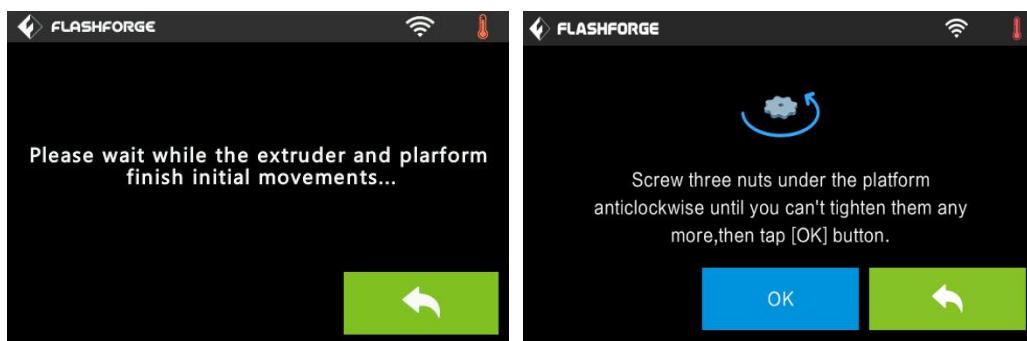 FLASHFORGE
Please wait while the extruder and plarform
finish initial movements...
FLASHFORGE
Screw three nuts under the platform
anticlockwise until you can't tighten them any
more,then tap [OK] button.
OK